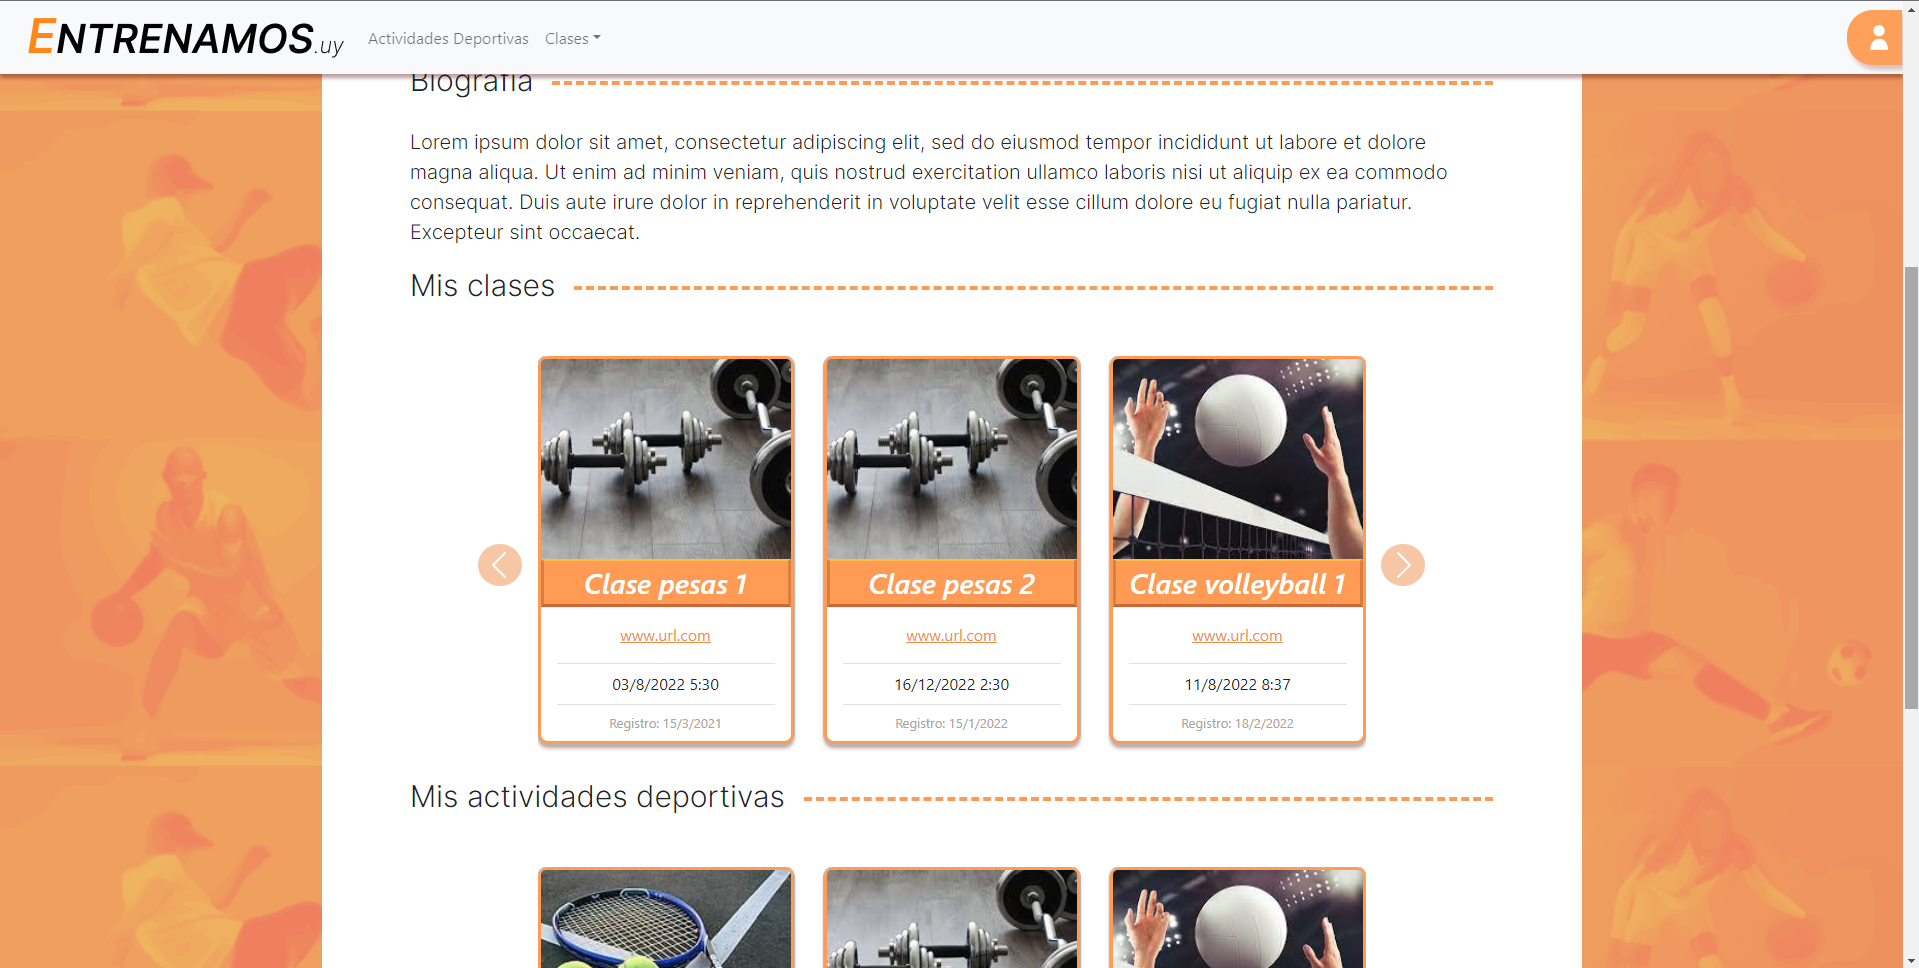 ENTRENAMOS.uy
Actividades Deportivas
Clases
Biografía
Lorem ipsum dolor sit amet, consectetur adipiscing elit, sed do eiusmod tempor incididunt ut labore et dolore
magna aliqua. Ut enim ad minim veniam, quis nostrud exercitation ullamco laboris nisi ut aliquip ex ea commodo
consequat. Duis aute irure dolor in reprehenderit in voluptate velit esse cillum dolore eu fugiat nulla pariatur.
Excepteur sint occaecat.
Mis clases
Clase pesas 1
www.url.com
03/8/2022 5:30
Registro: 15/3/2021
Clase pesas 2
www.url.com
16/12/2022 2:30
Registro: 15/1/2022
Clase volleyball 1
www.url.com
11/8/2022 8:37
Registro: 18/2/2022
Mis actividades deportivas